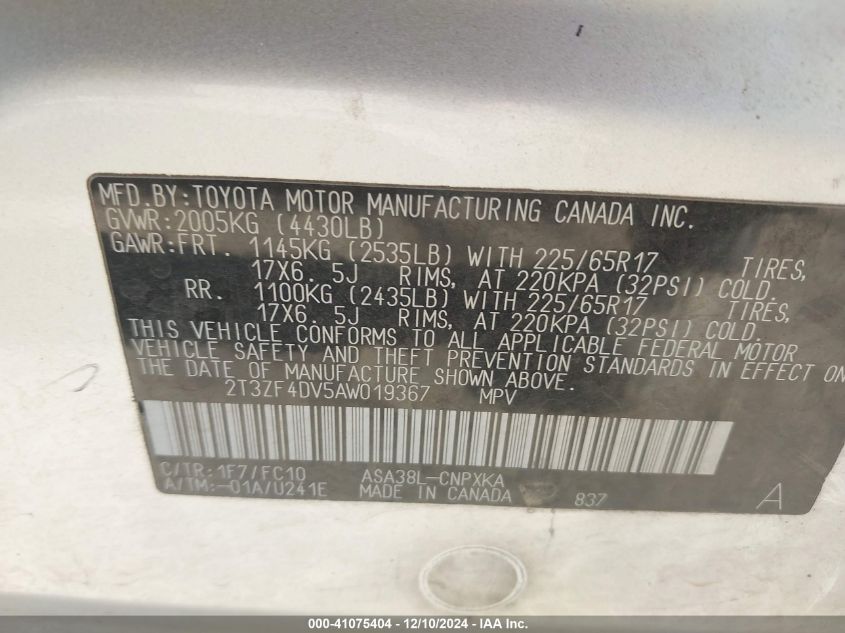 MFD.BY:TOYOTA MOTOR MANUFACTURING CANADA INC.
GVWR:2005KG (4430LB)
GAWR:FRT. 1145KG (2535LB) WITH 225/65R17 TIRES,
17X6. 5J RIMS, AT 220KPA (32PSI) COLD.
RR. 1100KG (2435LB) WITH 225/65R17 TIRES,
17X6. 5J RIMS, AT 220KPA (32PSI) COLD.
THIS VEHICLE CONFORMS TO ALL APPLICABLE FEDERAL MOTOR
VEHICLE SAFETY AND THEFT PREVENTION STANDARDS IN EFFECT ON
THE DATE OF MANUFACTURE SHOWN ABOVE.
2T3ZF4DV5AW019367 MPV
C/TR:1F7/FC10 ASA38L-CNPXKA
A/TM:-01A/U241E MADE IN CANADA 837 A
000-41075404 - 12/10/2024 - IAA Inc.